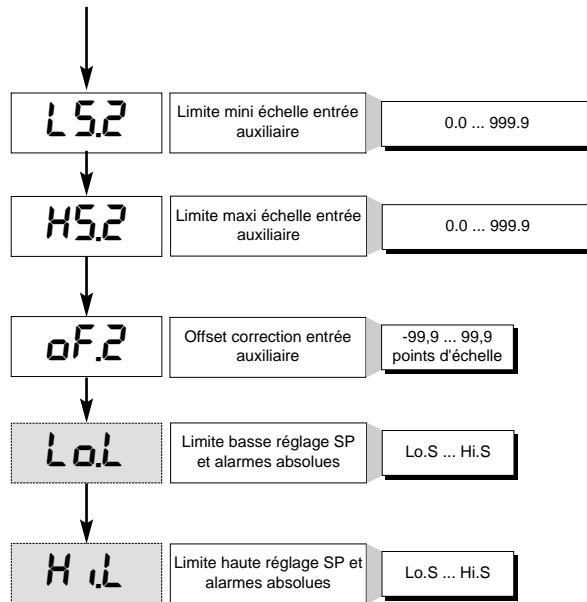 LS.2
Limite mini échelle entrée
auxiliaire
0.0 ... 999.9
HS.2
Limite maxi échelle entrée
auxiliaire
0.0 ... 999.9
oF.2
Offset correction entrée
auxiliaire
-99,9 ... 99,9
points d'échelle
Lo.L
Limite basse réglage SP
et alarmes absolues
Lo.S ... Hi.S
Hi.L
Limite haute réglage SP et
alarmes absolues
Lo.S ... Hi.S